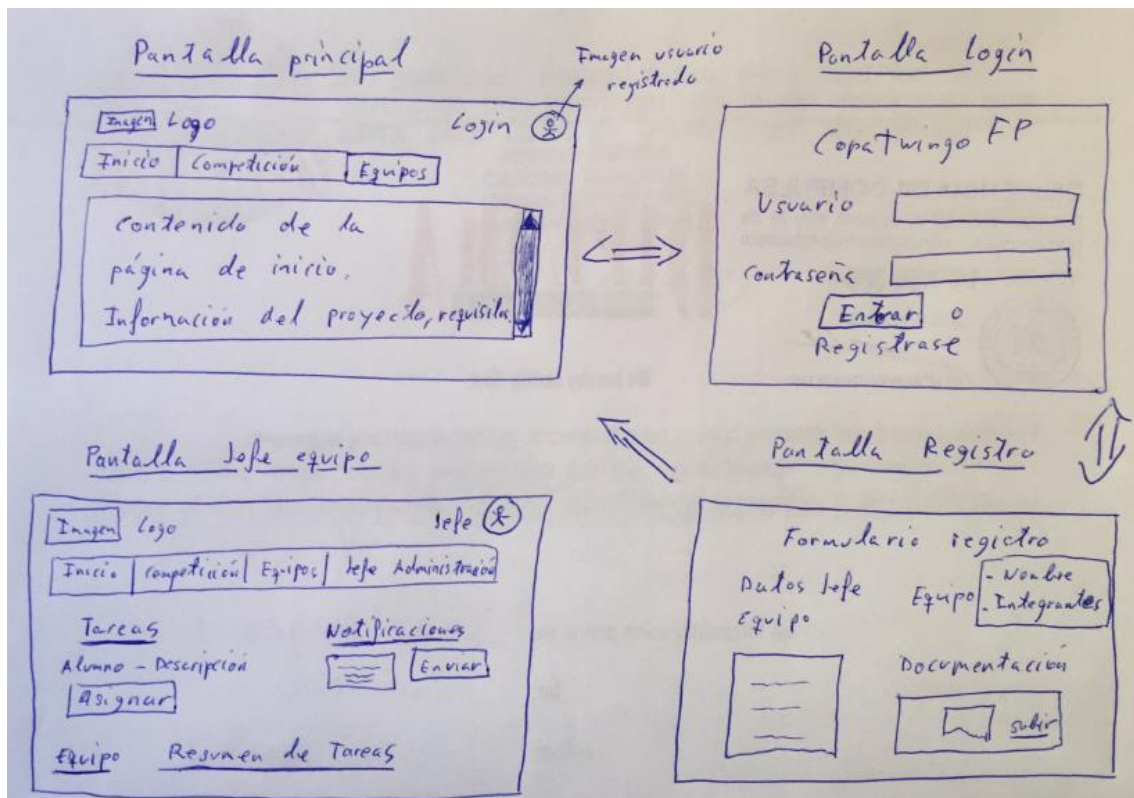 Pantalla principal
Imagen usuario
registrado
Imagen Logo
Login
Inicio Competición Equipos
Contenido de la
página de inicio,
Información del proyecto, requisitos
Pantalla login
CopaTwingo FP
Usuario
Contraseña
Entrar o
Registrase
Pantalla Jefe equipo
Imagen Logo
Jefe
Inicio Competición Equipos Jefe Administración
Tareas
Notificaciones
Alumno - Descripción
Enviar
Asignar
Equipo
Resumen de Tareas
Pantalla Registro
Formulario registro
Datos Jefe
Equipo
Equipo
- Nombre
- Integrantes
Documentación
subir